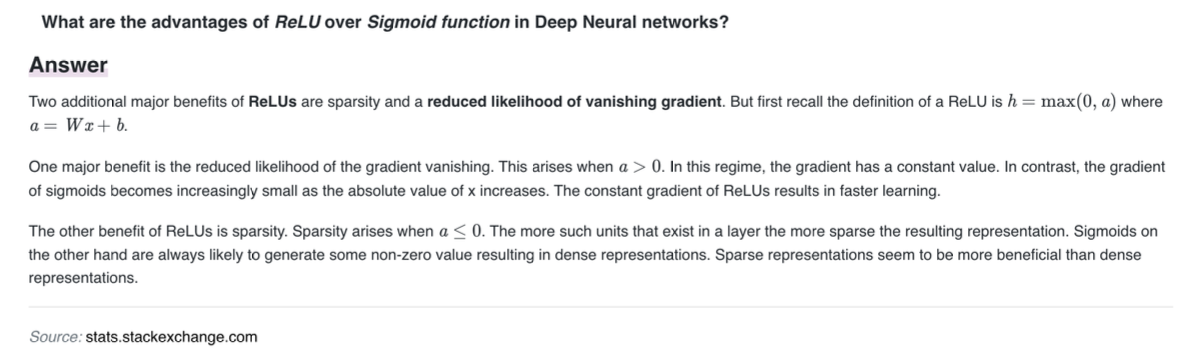 What are the advantages of ReLU over Sigmoid function in Deep Neural networks?
Answer
Two additional major benefits of ReLUs are sparsity and a reduced likelihood of vanishing gradient. But first recall the definition of a ReLU is h = max(0, a) where
a = Wx + b.
One major benefit is the reduced likelihood of the gradient vanishing. This arises when a > 0. In this regime, the gradient has a constant value. In contrast, the gradient
of sigmoids becomes increasingly small as the absolute value of x increases. The constant gradient of ReLUs results in faster learning.
The other benefit of ReLUs is sparsity. Sparsity arises when a ≤ 0. The more such units that exist in a layer the more sparse the resulting representation. Sigmoids on
the other hand are always likely to generate some non-zero value resulting in dense representations. Sparse representations seem to be more beneficial than dense
representations.
Source: stats.stackexchange.com